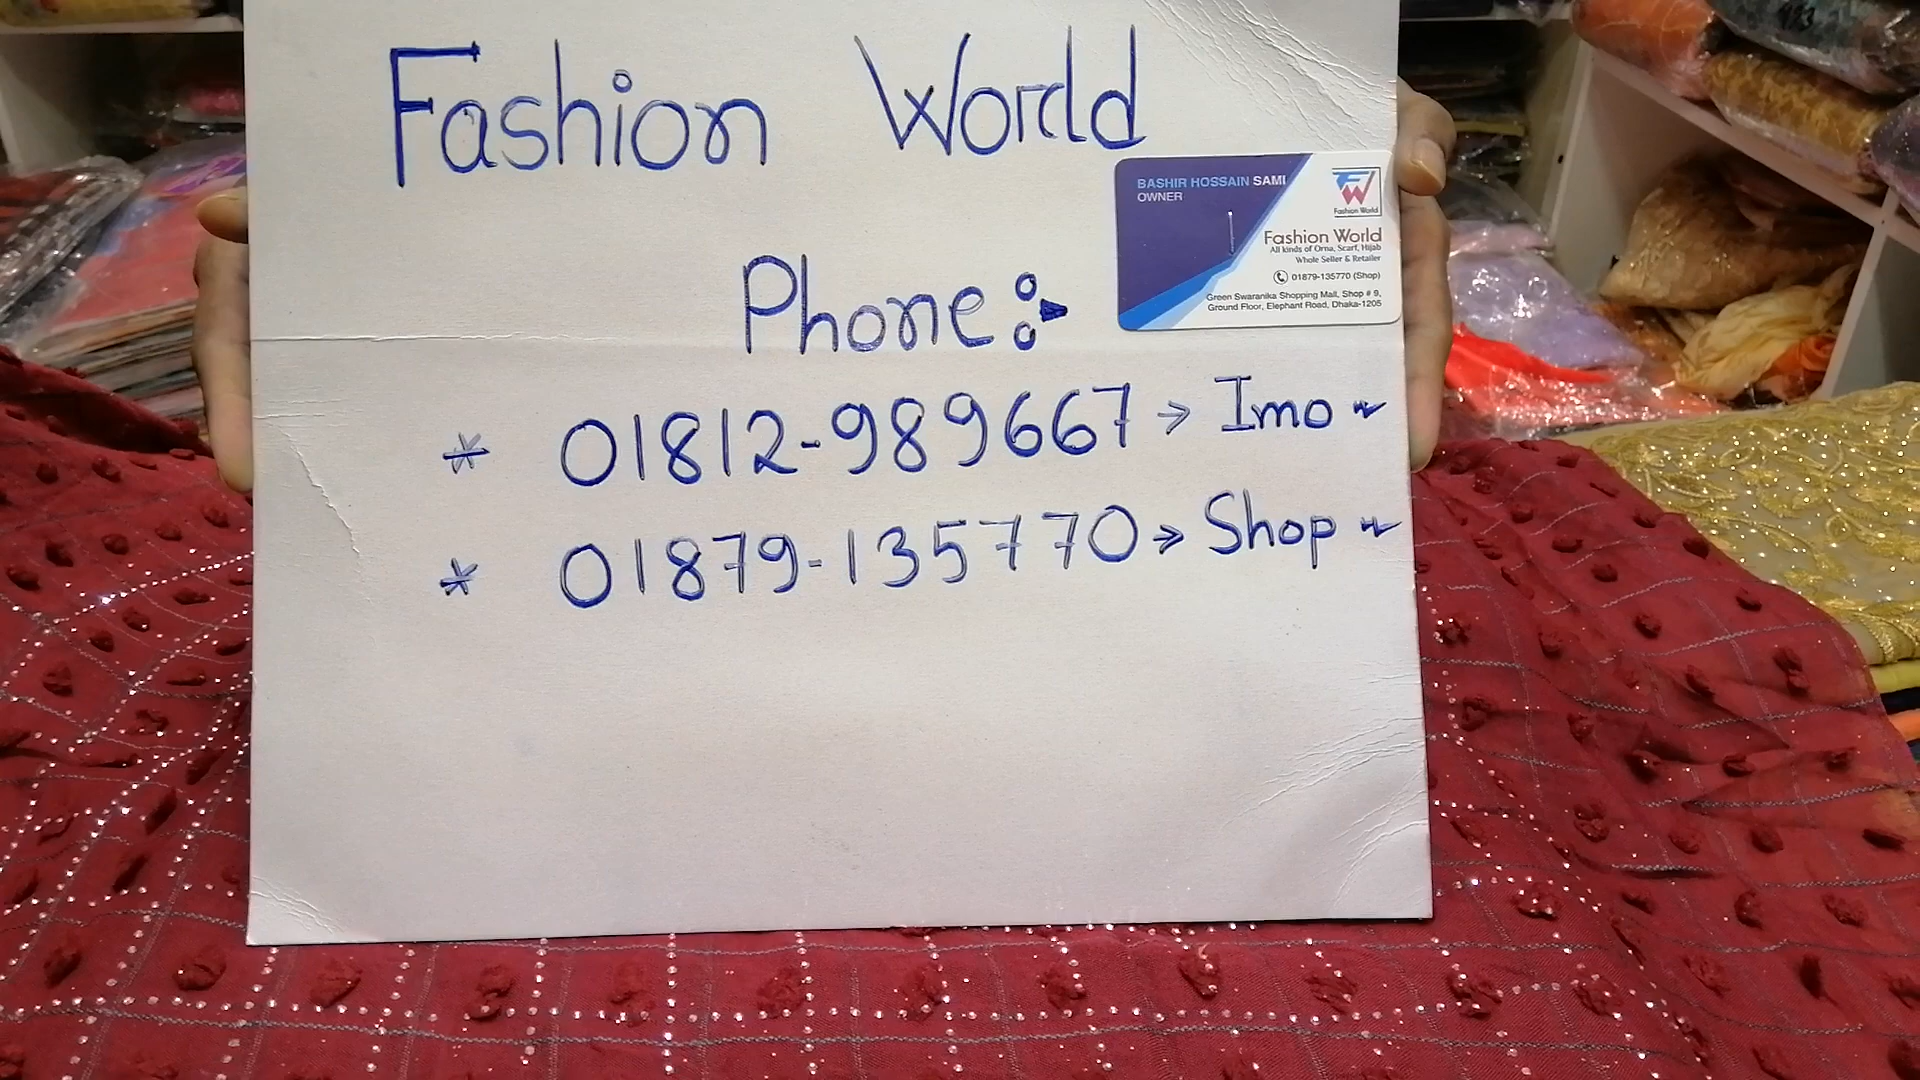 Fashion World
Phone :-
* 01812-989667 > Imo
* 01879-135770 > Shop
BASHIR HOSSAIN SAMI
OWNER
FW
Fashion World
Fashion World
All kinds of Orna, Scarf, Hijab
Whole Seller & Retailer
01879-135770 (Shop)
Green Swaranika Shopping Mall, Shop # 9,
Ground Floor, Elephant Road, Dhaka-1205